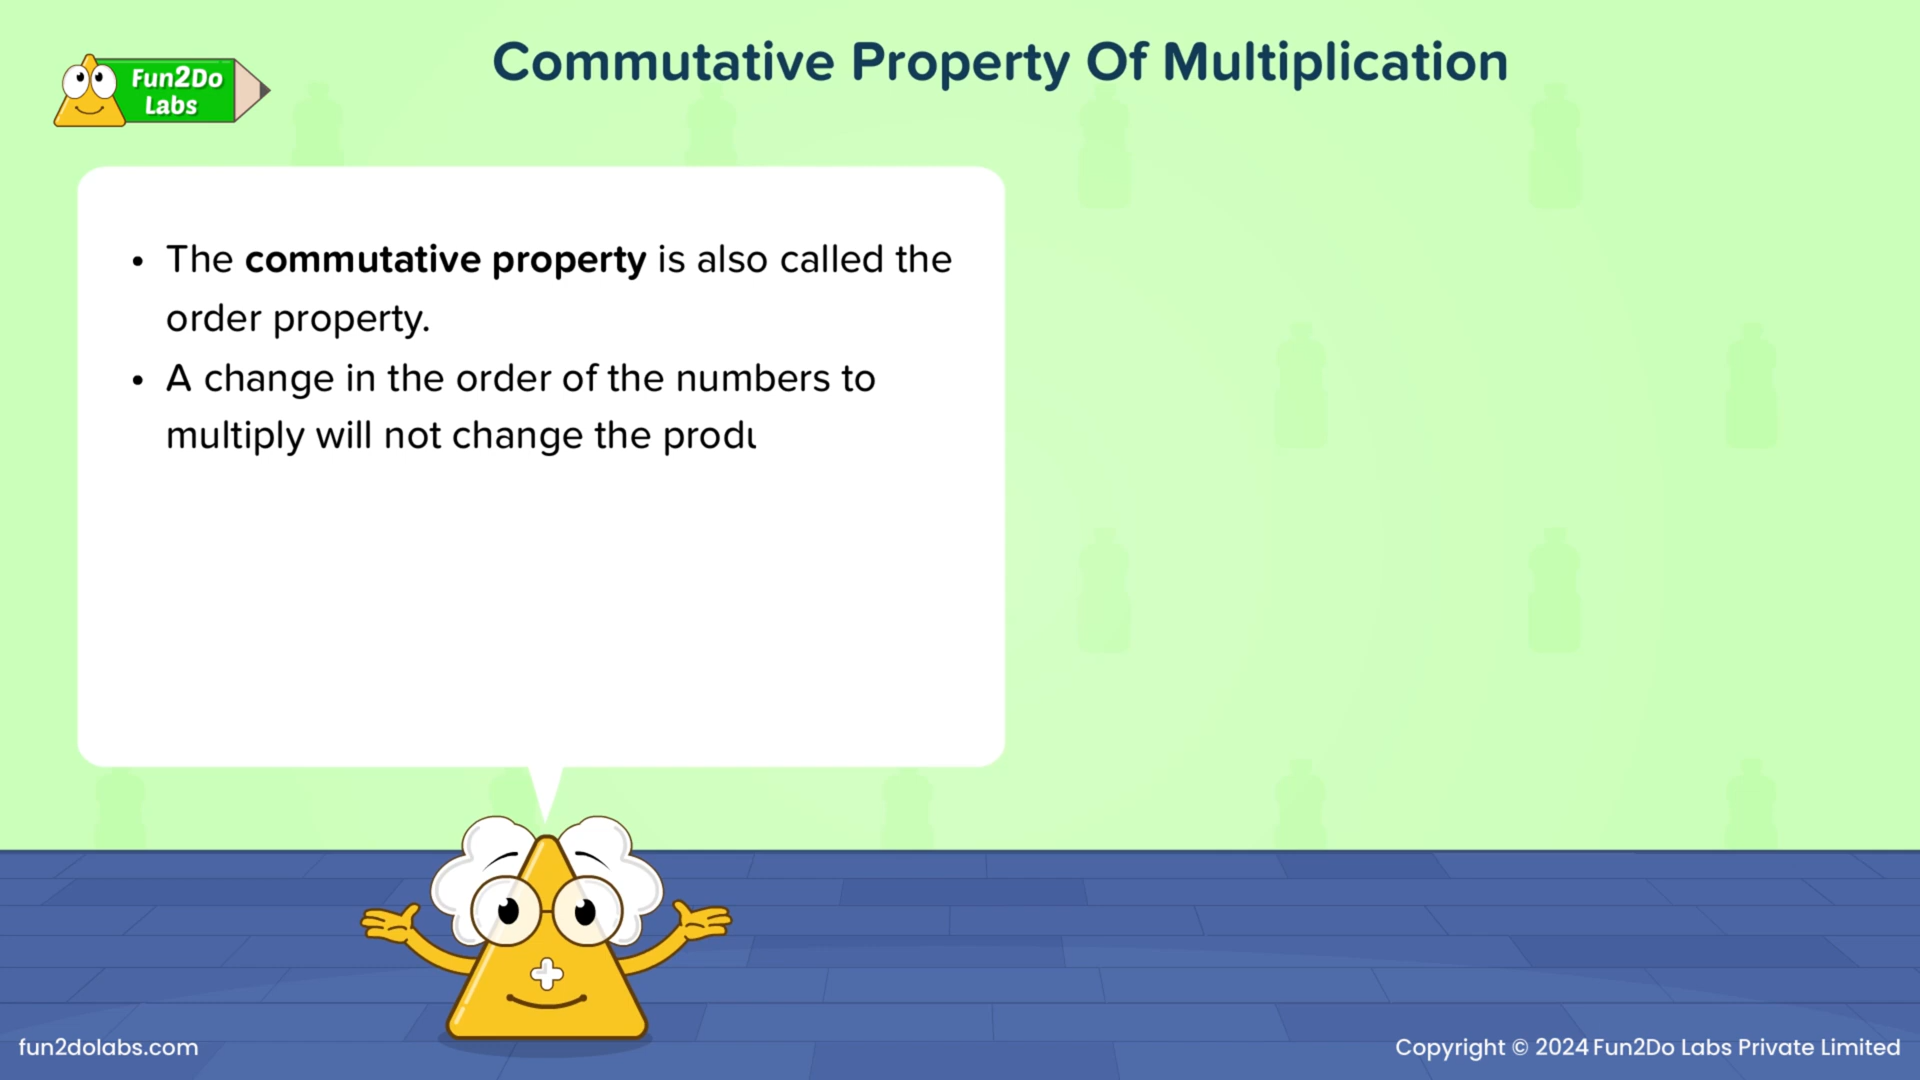 Commutative Property Of Multiplication
Fun2Do
Labs
• The commutative property is also called the
order property.
• A change in the order of the numbers to
multiply will not change the
fun2dolabs.com
Copyright © 2024 Fun2Do Labs Private Limited